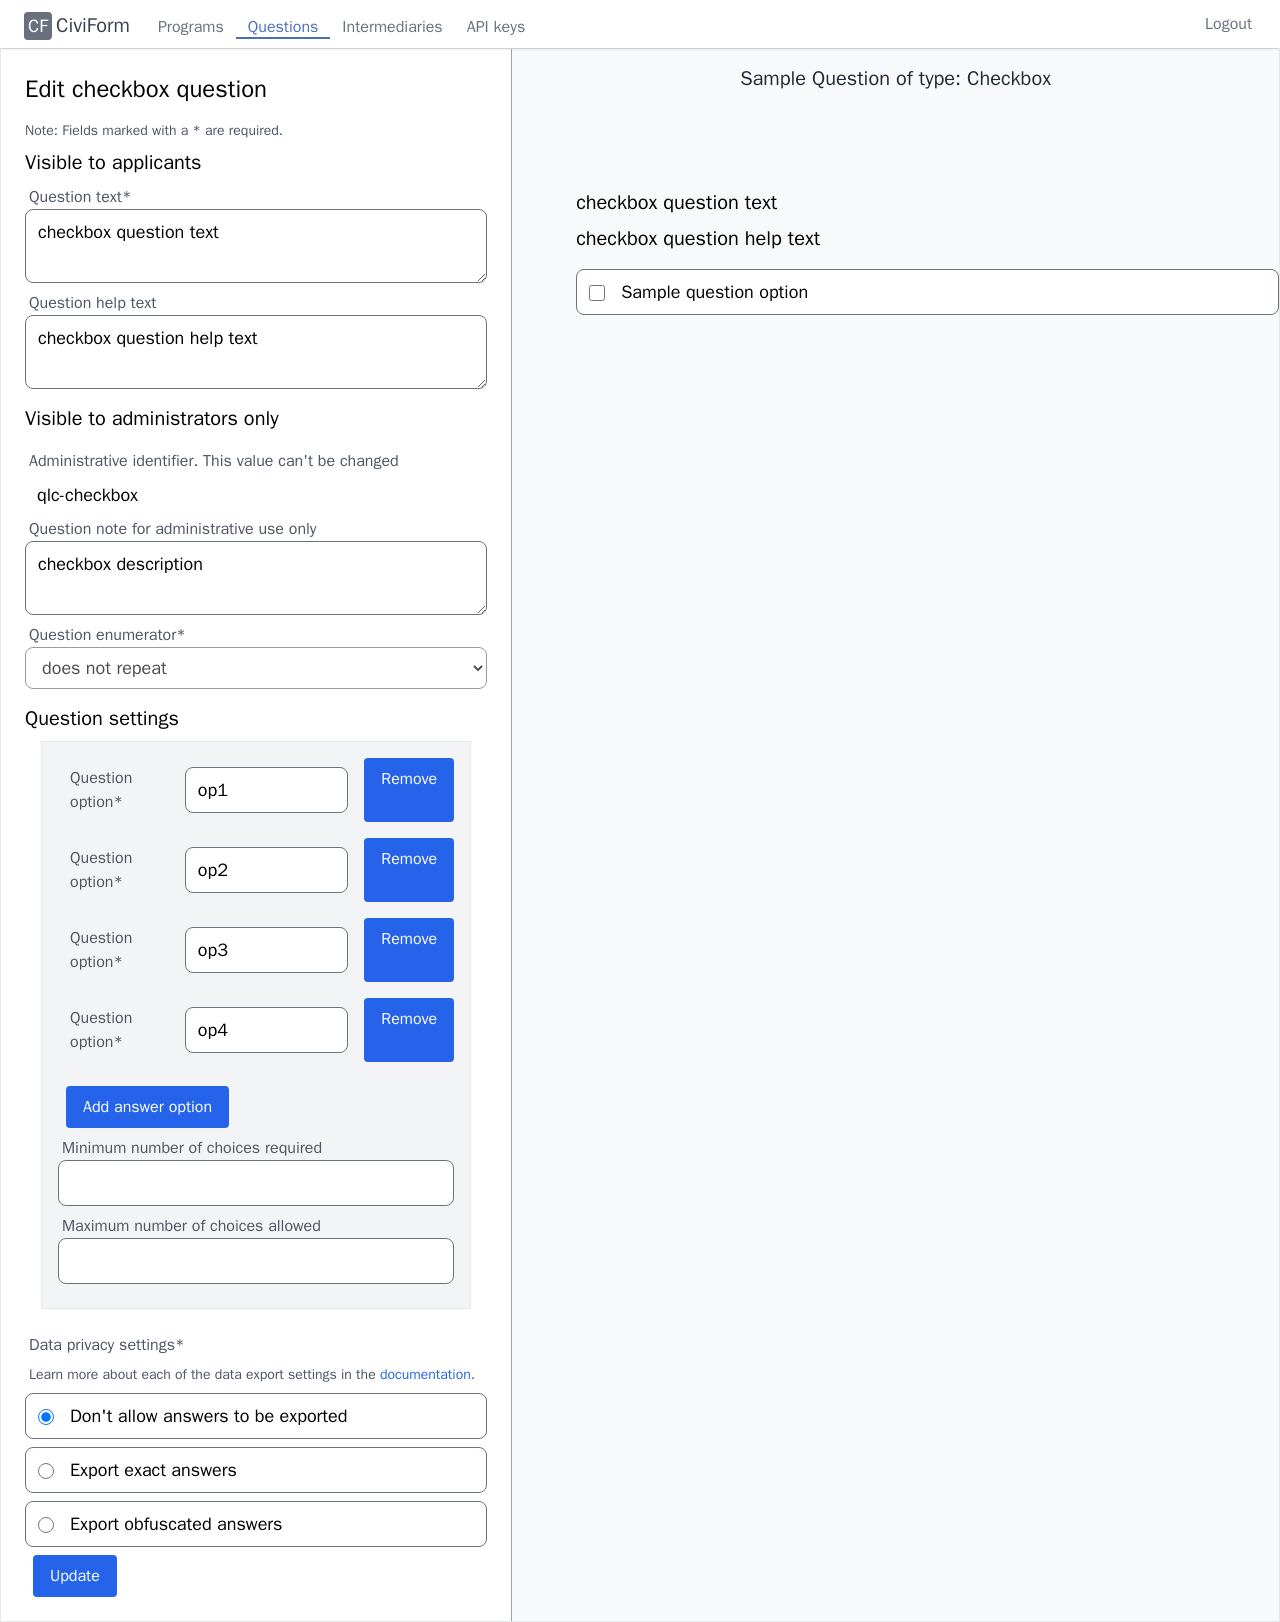 CF CiviForm Programs Questions Intermediaries API keys Logout
Edit checkbox question
Note: Fields marked with a * are required.
Visible to applicants
Question text*
checkbox question text
Question help text
checkbox question help text
Visible to administrators only
Administrative identifier. This value can't be changed
qlc-checkbox
Question note for administrative use only
checkbox description
Question enumerator*
does not repeat
Question settings
Question option* op1 Remove
Question option* op2 Remove
Question option* op3 Remove
Question option* op4 Remove
Add answer option
Minimum number of choices required
Maximum number of choices allowed
Data privacy settings*
Learn more about each of the data export settings in the documentation.
Don't allow answers to be exported
Export exact answers
Export obfuscated answers
Update
Sample Question of type: Checkbox
checkbox question text
checkbox question help text
Sample question option